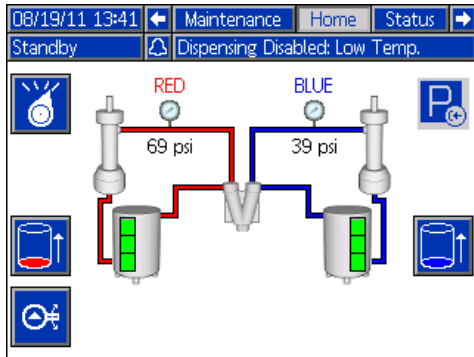 08/19/11 13:41 Maintenance Home Status
Standby Dispensing Disabled: Low Temp.
RED BLUE
69 psi 39 psi
P